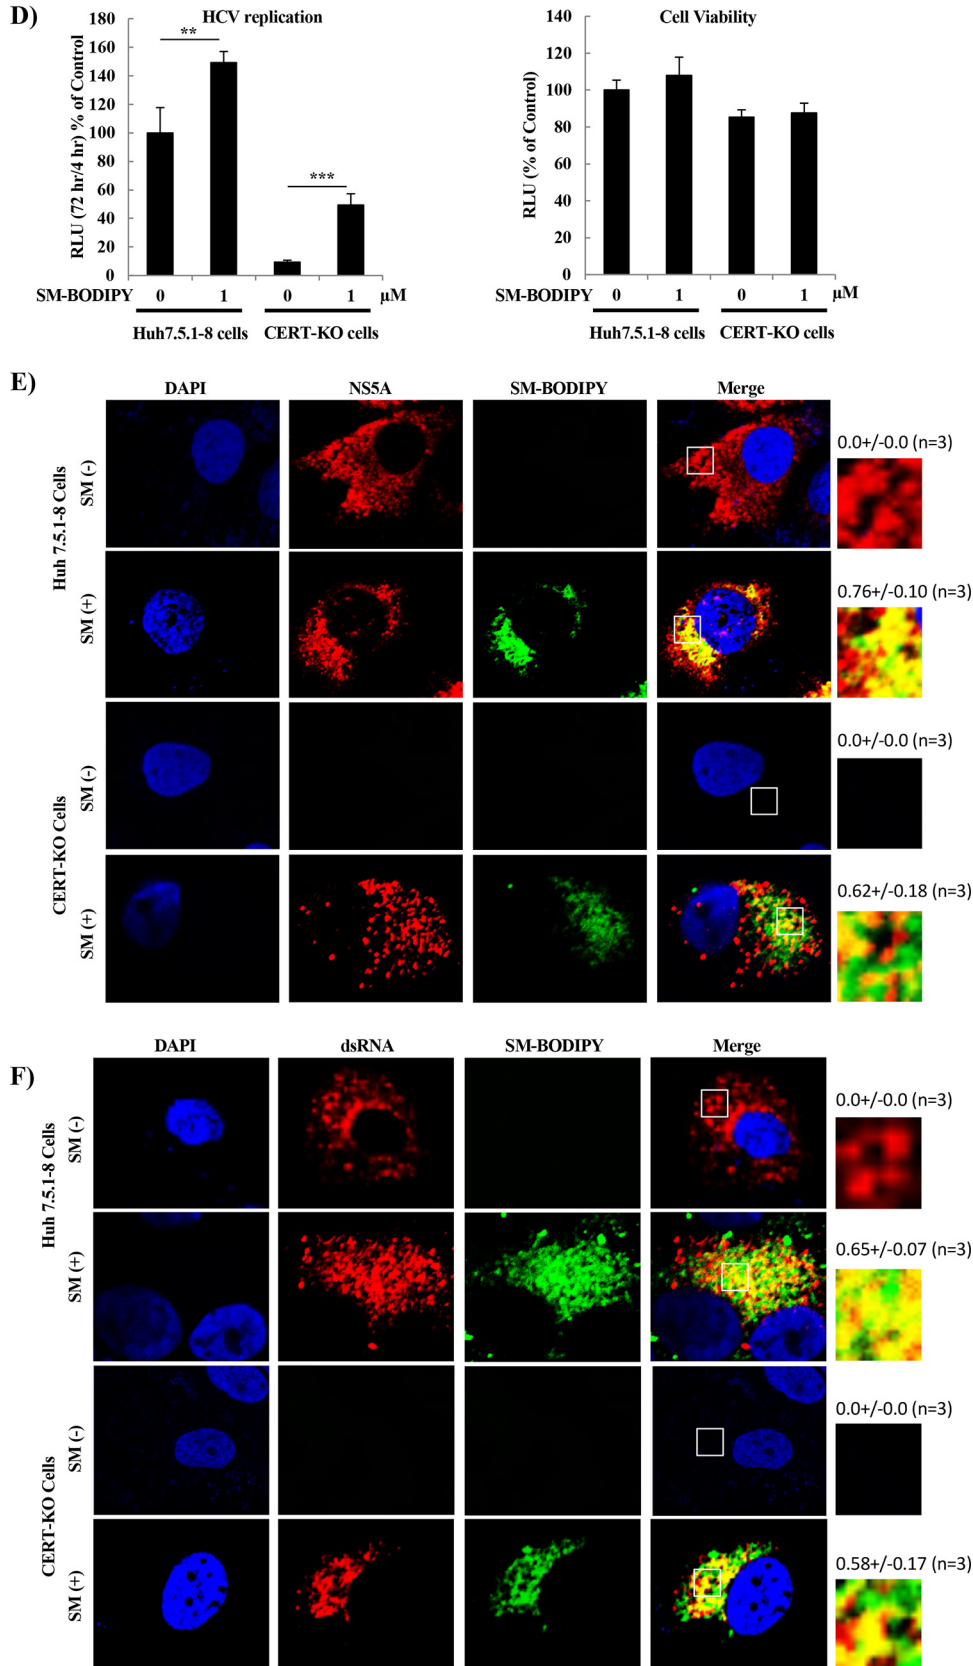 D)
HCV replication
RLU (72 hr/4 hr) % of Control
180
160
140
120
100
80
60
40
20
0
**
***
SM-BODIPY 0 1 0 1 μM
Huh7.5.1-8 cells CERT-KO cells
Cell Viability
RLU (% of Control)
140
120
100
80
60
40
20
0
SM-BODIPY 0 1 0 1 μM
Huh7.5.1-8 cells CERT-KO cells
E)
DAPI NS5A SM-BODIPY Merge
Huh 7.5.1-8 Cells
SM (-)
0.0+/-0.0 (n=3)
SM (+)
0.76+/-0.10 (n=3)
CERT-KO Cells
SM (-)
0.0+/-0.0 (n=3)
SM (+)
0.62+/-0.18 (n=3)
F)
DAPI dsRNA SM-BODIPY Merge
Huh 7.5.1-8 Cells
SM (-)
0.0+/-0.0 (n=3)
SM (+)
0.65+/-0.07 (n=3)
CERT-KO Cells
SM (-)
0.0+/-0.0 (n=3)
SM (+)
0.58+/-0.17 (n=3)